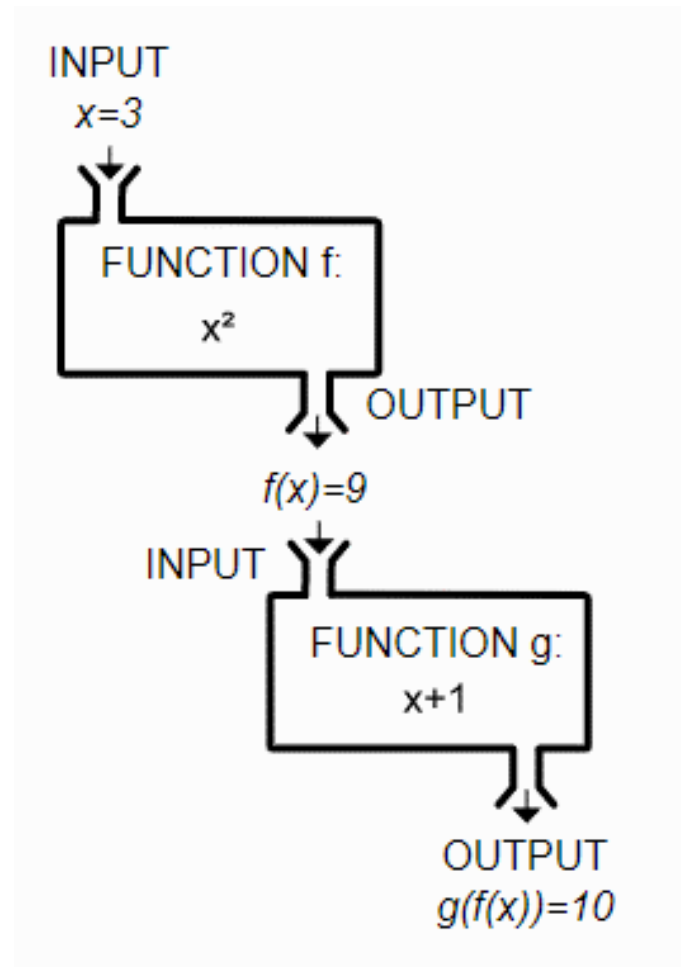 INPUT
x=3
FUNCTION f:
x²
OUTPUT
f(x)=9
INPUT
FUNCTION g:
x+1
OUTPUT
g(f(x))=10